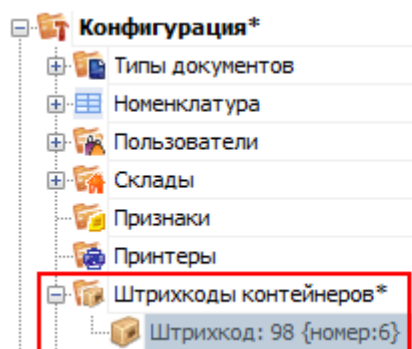 Конфигурация*
Типы документов
Номенклатура
Пользователи
Склады
Признаки
Принтеры
Штрихкоды контейнеров*
Штрихкод: 98 {номер:6}